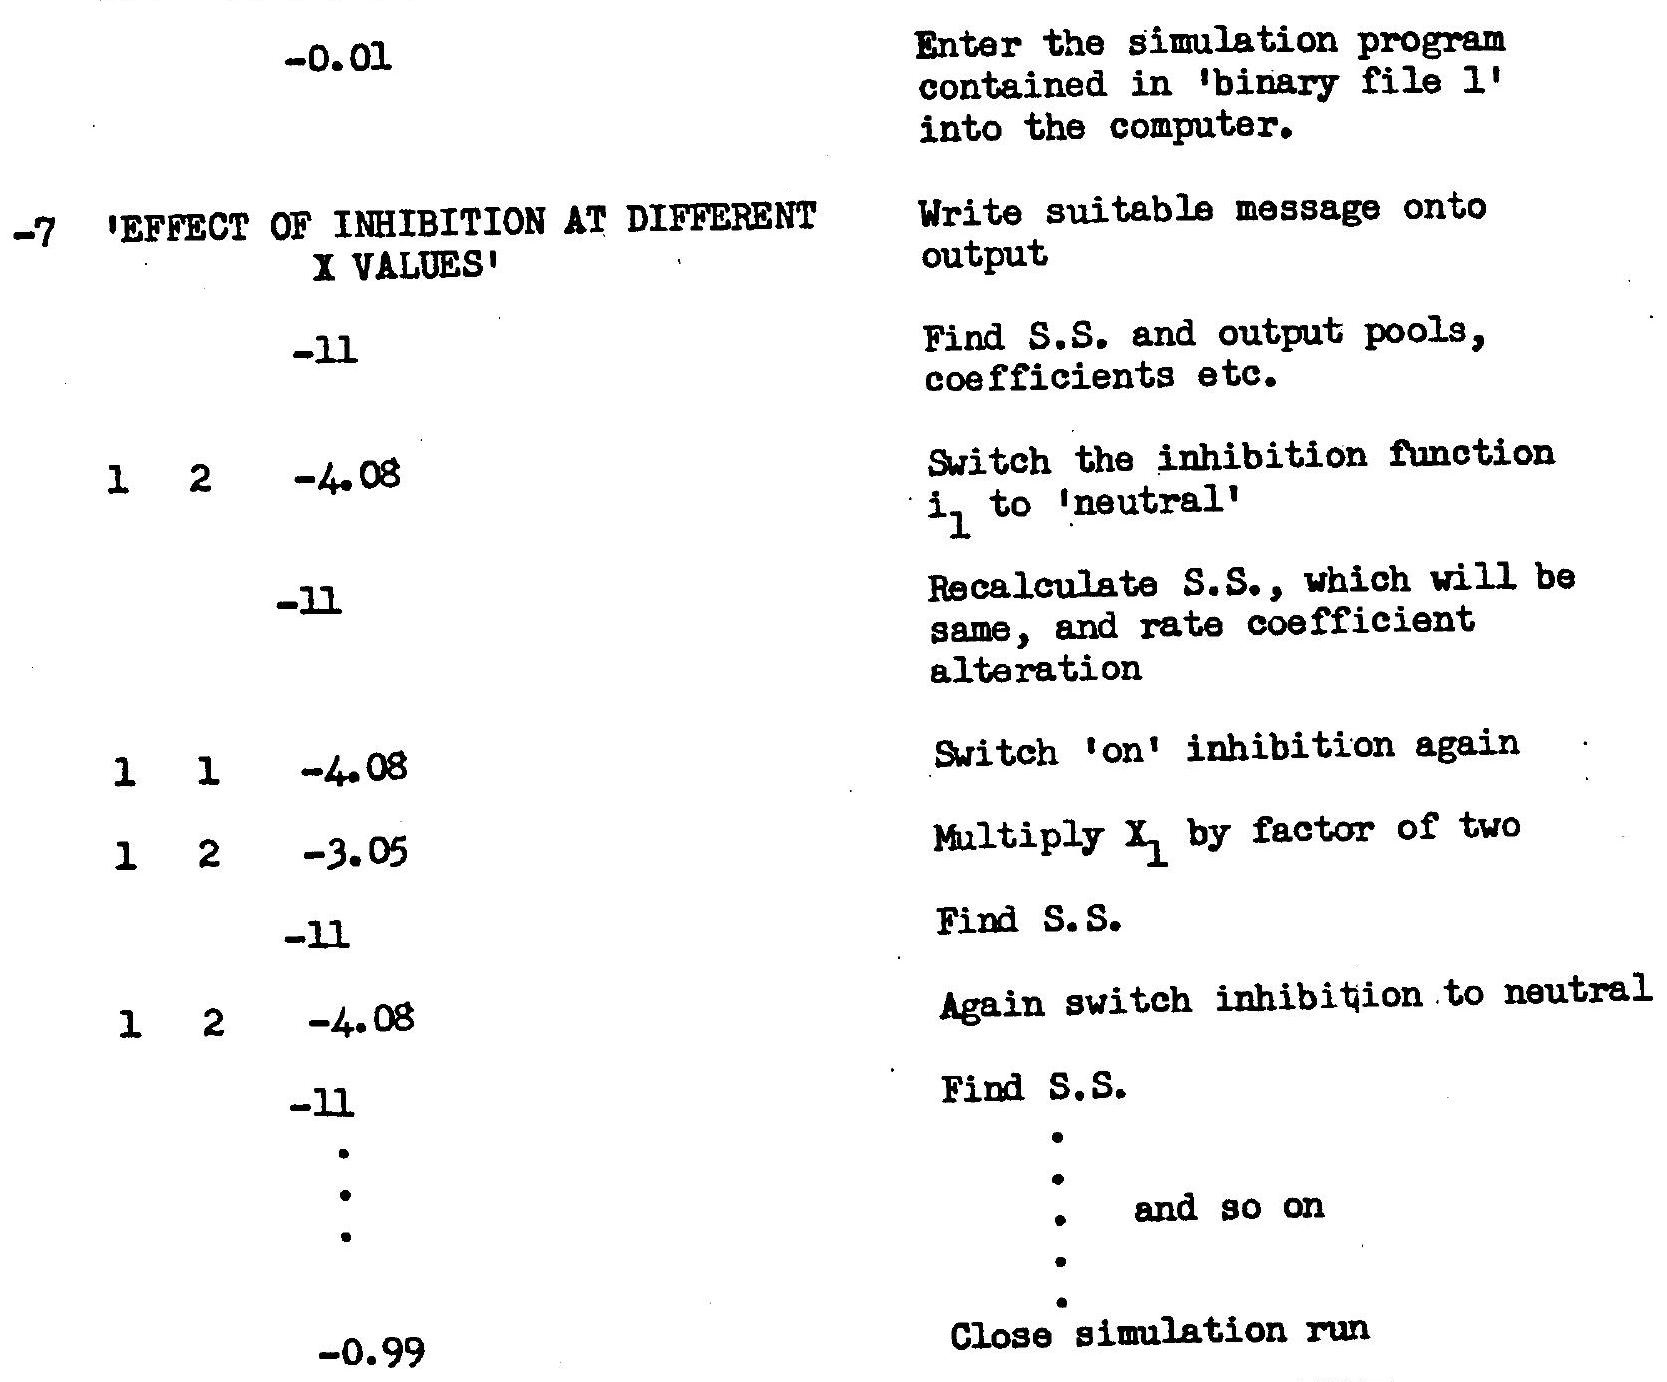 -0.01 Enter the simulation program
contained in 'binary file 1'
into the computer.
-7 'EFFECT OF INHIBITION AT DIFFERENT Write suitable message onto
X VALUES' output
-11 Find S.S. and output pools,
coefficients etc.
1 2 -4.08 Switch the inhibition function
i1 to 'neutral'
-11 Recalculate S.S., which will be
same, and rate coefficient
alteration
1 1 -4.08 Switch 'on' inhibition again
1 2 -3.05 Multiply X1 by factor of two
-11 Find S.S.
1 2 -4.08 Again switch inhibition to neutral
-11 Find S.S.
. .
. .
. . and so on
.
.
-0.99 Close simulation run